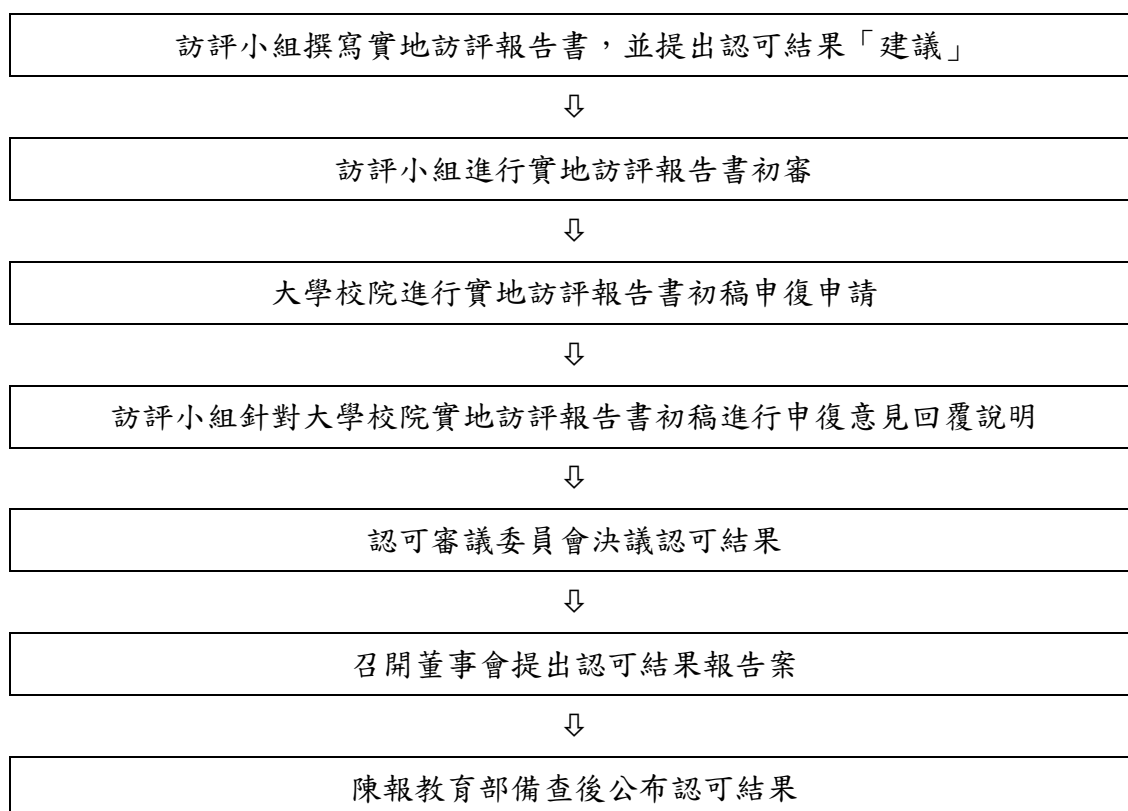 訪評小組撰寫實地訪評報告書，並提出認可結果「建議」
⇩
訪評小組進行實地訪評報告書初審
⇩
大學校院進行實地訪評報告書初稿申復申請
⇩
訪評小組針對大學校院實地訪評報告書初稿進行申復意見回覆說明
⇩
認可審議委員會決議認可結果
⇩
召開董事會提出認可結果報告案
⇩
陳報教育部備查後公布認可結果